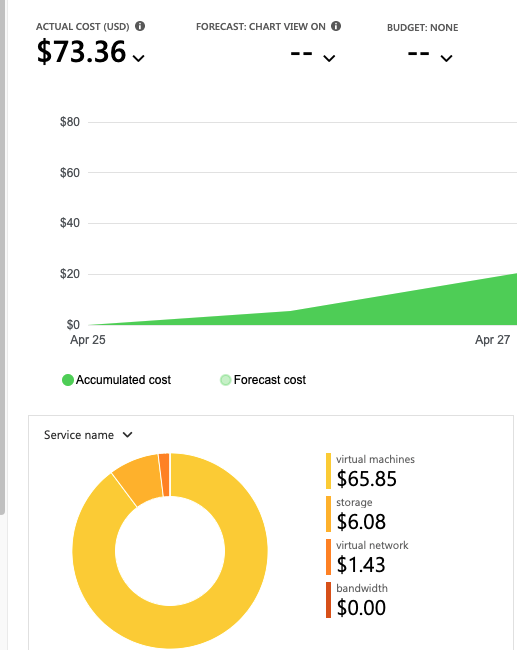 ACTUAL COST (USD) FORECAST: CHART VIEW ON BUDGET: NONE
$73.36 -- --
$80
$60
$40
$20
$0
Apr 25 Apr 27
Accumulated cost Forecast cost
Service name
virtual machines
$65.85
storage
$6.08
virtual network
$1.43
bandwidth
$0.00